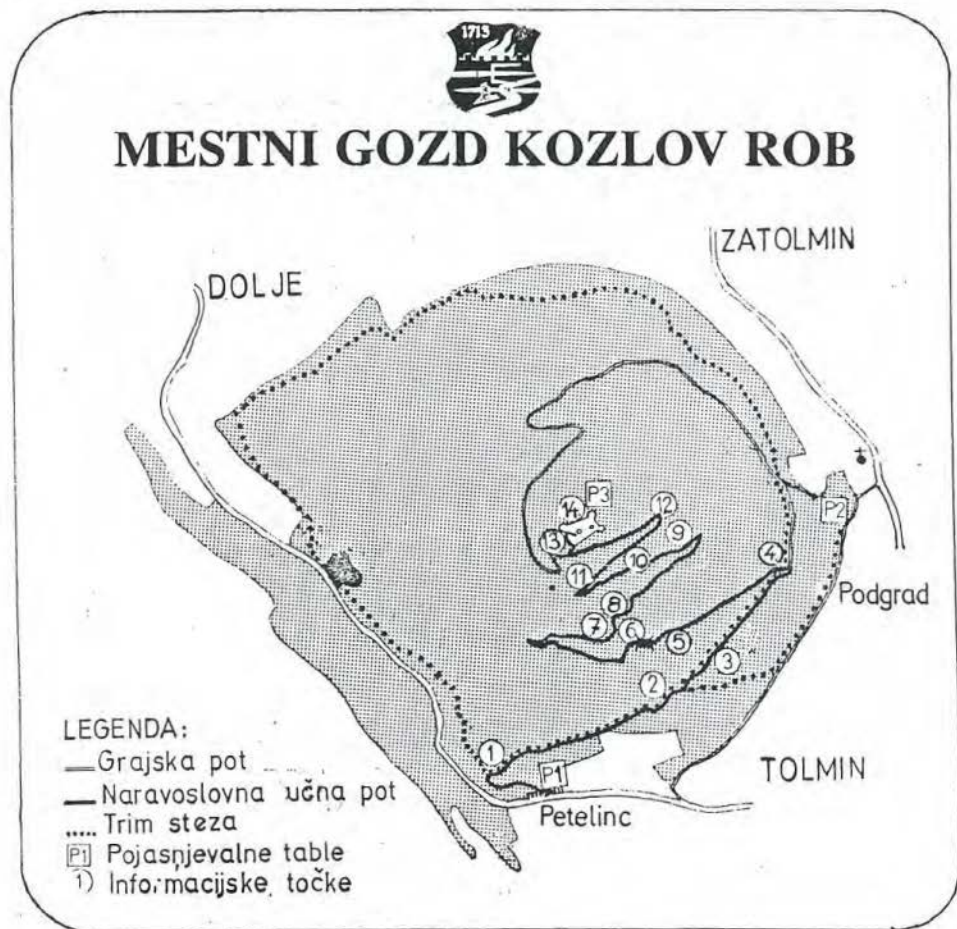 1713
MESTNI GOZD KOZLOV ROB
ZATOLMIN
DOLJE
P3
14
12
9
13
P2
4
11
10
Podgrad
8
7
6
5
3
2
LEGENDA:
1
TOLMIN
Grajska pot
P1
Naravoslovna učna pot
Petelinc
Trim steza
P1 Pojasnjevalne table
1 Informacijske točke